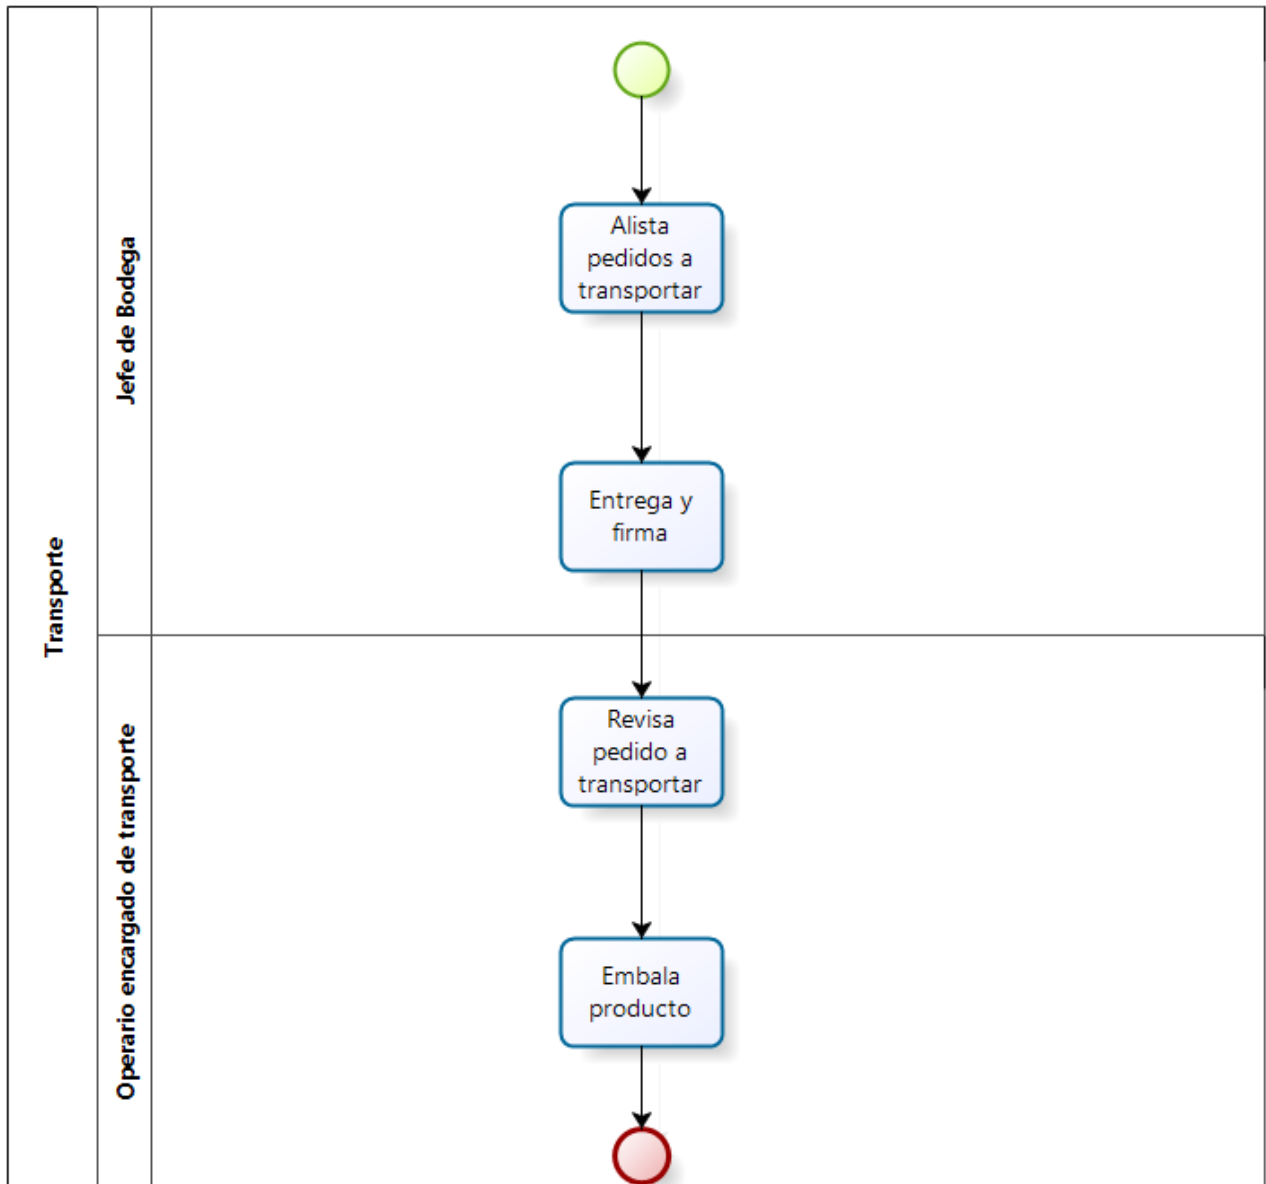 Transporte
Jefe de Bodega
Alista
pedidos a
transportar
Entrega y
firma
Operario encargado de transporte
Revisa
pedido a
transportar
Embala
producto